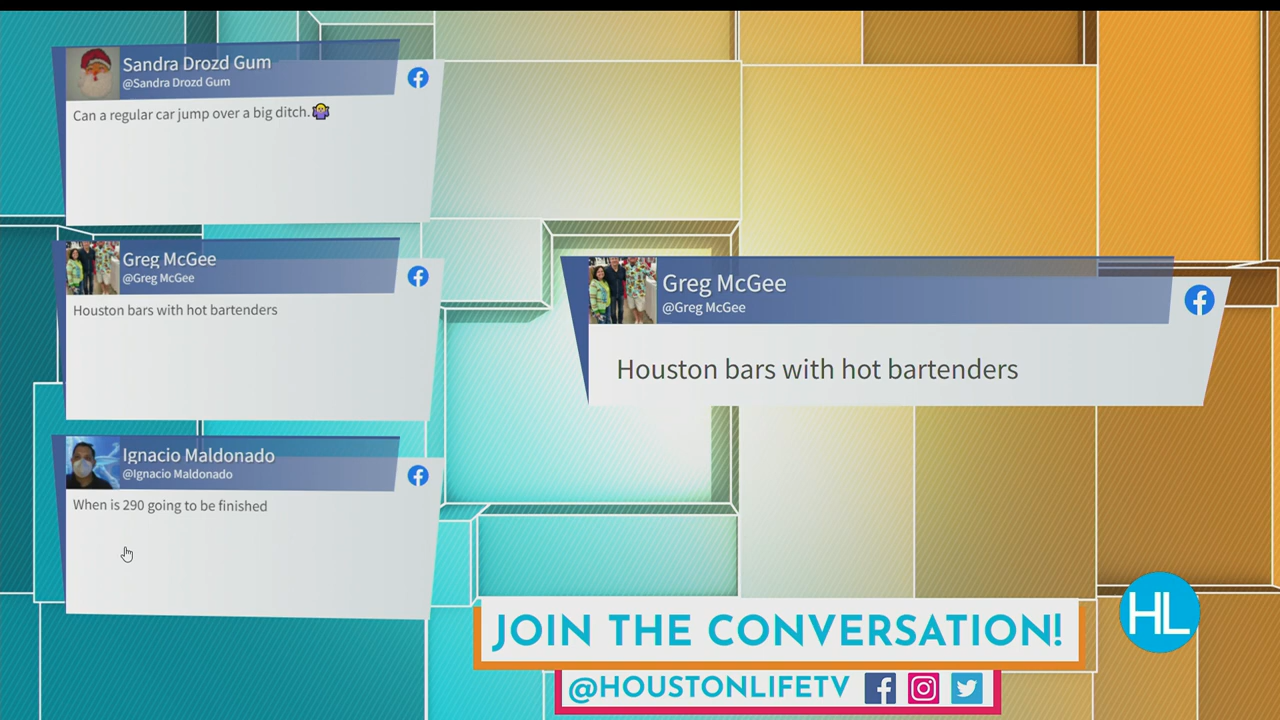 Sandra Drozd Gum
@Sandra Drozd Gum
Can a regular car jump over a big ditch.🤷‍♀️
Greg McGee
@Greg McGee
Houston bars with hot bartenders
Ignacio Maldonado
@Ignacio Maldonado
When is 290 going to be finished
Greg McGee
@Greg McGee
Houston bars with hot bartenders
JOIN THE CONVERSATION!
@HOUSTONLIFETV
HL